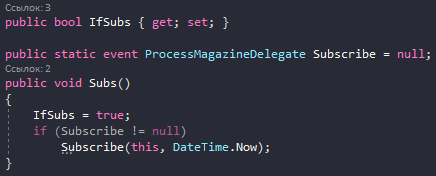 Ссылок: 3
public bool IfSubs { get; set; }
public static event ProcessMagazineDelegate Subscribe = null;
Ссылок: 2
public void Subs()
{
IfSubs = true;
if (Subscribe != null)
Subscribe(this, DateTime.Now);
}